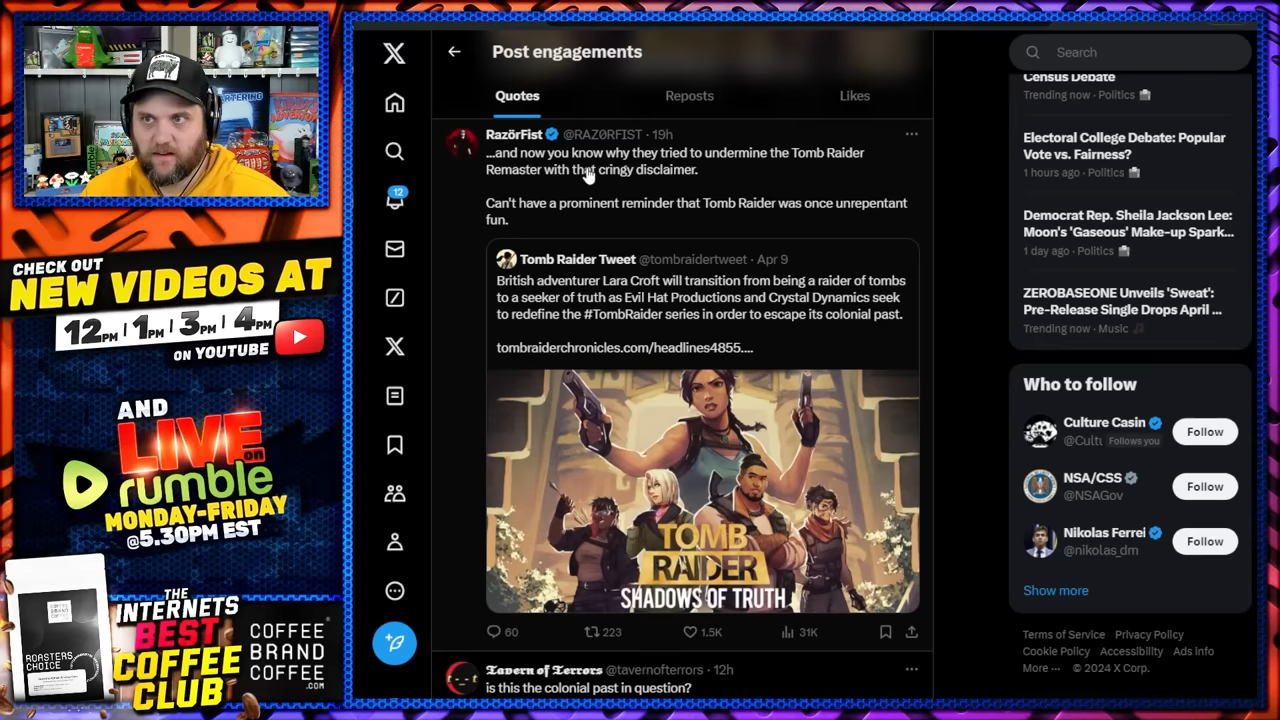 CHECK OUT
NEW VIDEOS AT
12PM | 1PM | 3PM | 4PM
ON YOUTUBE
AND
LIVE on
rumble
MONDAY-FRIDAY
@5.30PM EST
THE
INTERNETS
BEST
COFFEE
CLUB
COFFEE
BRAND
COFFEE
.COM
ROASTERS
CHOICE
Post engagements
Quotes
Reposts
Likes
12
RazörFist @RAZ0RFIST · 19h
...and now you know why they tried to undermine the Tomb Raider
Remaster with that cringy disclaimer.
Can't have a prominent reminder that Tomb Raider was once unrepentant
fun.
Tomb Raider Tweet @tombraidertweet · Apr 9
British adventurer Lara Croft will transition from being a raider of tombs
to a seeker of truth as Evil Hat Productions and Crystal Dynamics seek
to redefine the #TombRaider series in order to escape its colonial past.
tombraiderchronicles.com/headlines4855....
TOMB
RAIDER
SHADOWS OF TRUTH
60
223
1.5K
31K
Tavern of Terrors @tavernofterrors · 12h
is this the colonial past in question?
Search
Census Debate
Trending now · Politics
Electoral College Debate: Popular
Vote vs. Fairness?
1 hours ago · Politics
Democrat Rep. Sheila Jackson Lee:
Moon's 'Gaseous' Make-up Spark...
1 day ago · Politics
ZEROBASEONE Unveils 'Sweat':
Pre-Release Single Drops April ...
Trending now · Music
Who to follow
Culture Casin
@Cultu Follows you
Follow
NSA/CSS
@NSAGov
Follow
Nikolas Ferrei
@nikolas_dm
Follow
Show more
Terms of Service Privacy Policy
Cookie Policy Accessibility Ads info
More ··· © 2024 X Corp.